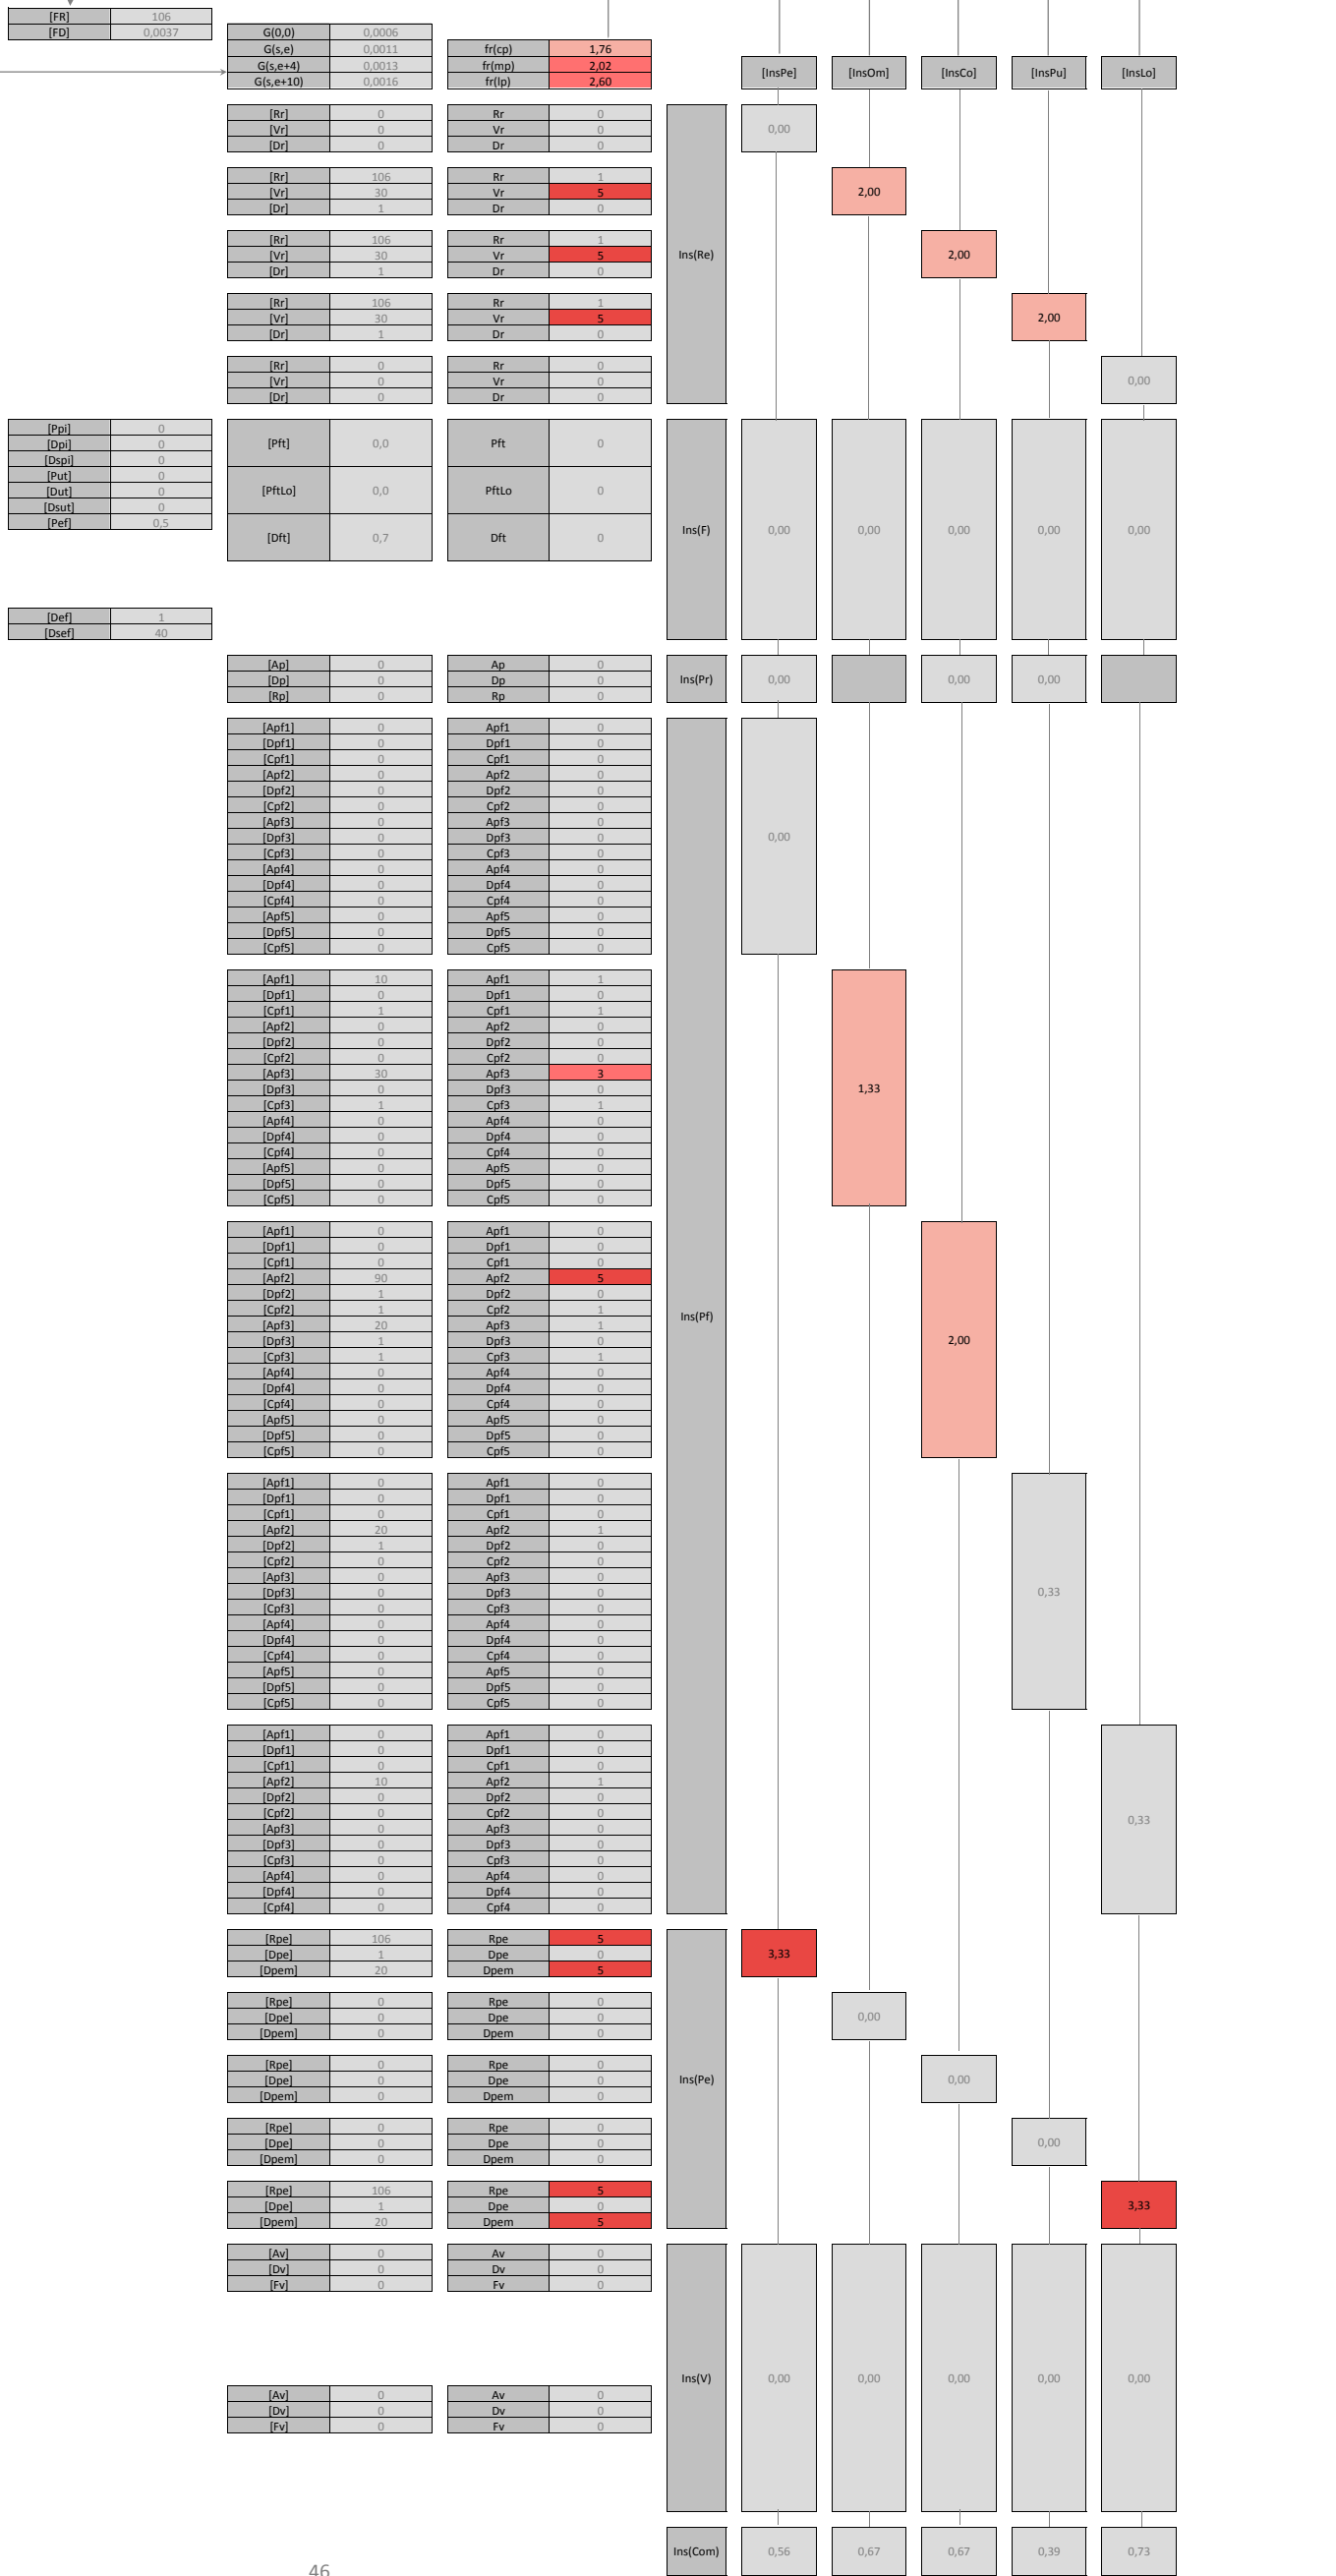 [FR] 106
[FD] 0,0037
G(0,0) 0,0006
G(s,e) 0,0011 fr(cp) 1,76
G(s,e+4) 0,0013 fr(mp) 2,02
G(s,e+10) 0,0016 fr(lp) 2,60
[InsPe] [InsOm] [InsCo] [InsPu] [InsLo]
[Rr] 0 Rr 0
[Vr] 0 Vr 0 0,00
[Dr] 0 Dr 0
[Rr] 106 Rr 1
[Vr] 30 Vr 5 2,00
[Dr] 1 Dr 0
[Rr] 106 Rr 1
[Vr] 30 Vr 5 Ins(Re) 2,00
[Dr] 1 Dr 0
[Rr] 106 Rr 1
[Vr] 30 Vr 5 2,00
[Dr] 1 Dr 0
[Rr] 0 Rr 0
[Vr] 0 Vr 0 0,00
[Dr] 0 Dr 0
[Ppi] 0
[Dpi] 0 [Pft] 0,0 Pft 0
[Dspi] 0
[Put] 0
[Dut] 0 [PftLo] 0,0 PftLo 0
[Dsut] 0
[Pef] 0,5
[Dft] 0,7 Dft 0 Ins(F) 0,00 0,00 0,00 0,00 0,00
[Def] 1
[Dsef] 40
[Ap] 0 Ap 0
[Dp] 0 Dp 0 Ins(Pr) 0,00 0,00 0,00
[Rp] 0 Rp 0
[Apf1] 0 Apf1 0
[Dpf1] 0 Dpf1 0
[Cpf1] 0 Cpf1 0
[Apf2] 0 Apf2 0
[Dpf2] 0 Dpf2 0
[Cpf2] 0 Cpf2 0
[Apf3] 0 Apf3 0
[Dpf3] 0 Dpf3 0 0,00
[Cpf3] 0 Cpf3 0
[Apf4] 0 Apf4 0
[Dpf4] 0 Dpf4 0
[Cpf4] 0 Cpf4 0
[Apf5] 0 Apf5 0
[Dpf5] 0 Dpf5 0
[Cpf5] 0 Cpf5 0
[Apf1] 10 Apf1 1
[Dpf1] 0 Dpf1 0
[Cpf1] 1 Cpf1 1
[Apf2] 0 Apf2 0
[Dpf2] 0 Dpf2 0
[Cpf2] 0 Cpf2 0
[Apf3] 30 Apf3 3
[Dpf3] 0 Dpf3 0 1,33
[Cpf3] 1 Cpf3 1
[Apf4] 0 Apf4 0
[Dpf4] 0 Dpf4 0
[Cpf4] 0 Cpf4 0
[Apf5] 0 Apf5 0
[Dpf5] 0 Dpf5 0
[Cpf5] 0 Cpf5 0
[Apf1] 0 Apf1 0
[Dpf1] 0 Dpf1 0
[Cpf1] 0 Cpf1 0
[Apf2] 90 Apf2 5
[Dpf2] 1 Dpf2 0
[Cpf2] 1 Cpf2 1 Ins(Pf)
[Apf3] 20 Apf3 1
[Dpf3] 1 Dpf3 0 2,00
[Cpf3] 1 Cpf3 1
[Apf4] 0 Apf4 0
[Dpf4] 0 Dpf4 0
[Cpf4] 0 Cpf4 0
[Apf5] 0 Apf5 0
[Dpf5] 0 Dpf5 0
[Cpf5] 0 Cpf5 0
[Apf1] 0 Apf1 0
[Dpf1] 0 Dpf1 0
[Cpf1] 0 Cpf1 0
[Apf2] 20 Apf2 1
[Dpf2] 1 Dpf2 0
[Cpf2] 0 Cpf2 0
[Apf3] 0 Apf3 0
[Dpf3] 0 Dpf3 0 0,33
[Cpf3] 0 Cpf3 0
[Apf4] 0 Apf4 0
[Dpf4] 0 Dpf4 0
[Cpf4] 0 Cpf4 0
[Apf5] 0 Apf5 0
[Dpf5] 0 Dpf5 0
[Cpf5] 0 Cpf5 0
[Apf1] 0 Apf1 0
[Dpf1] 0 Dpf1 0
[Cpf1] 0 Cpf1 0
[Apf2] 10 Apf2 1
[Dpf2] 0 Dpf2 0
[Cpf2] 0 Cpf2 0
[Apf3] 0 Apf3 0 0,33
[Dpf3] 0 Dpf3 0
[Cpf3] 0 Cpf3 0
[Apf4] 0 Apf4 0
[Dpf4] 0 Dpf4 0
[Cpf4] 0 Cpf4 0
[Rpe] 106 Rpe 5
[Dpe] 1 Dpe 0 3,33
[Dpem] 20 Dpem 5
[Rpe] 0 Rpe 0
[Dpe] 0 Dpe 0 0,00
[Dpem] 0 Dpem 0
[Rpe] 0 Rpe 0
[Dpe] 0 Dpe 0 Ins(Pe) 0,00
[Dpem] 0 Dpem 0
[Rpe] 0 Rpe 0
[Dpe] 0 Dpe 0 0,00
[Dpem] 0 Dpem 0
[Rpe] 106 Rpe 5
[Dpe] 1 Dpe 0 3,33
[Dpem] 20 Dpem 5
[Av] 0 Av 0
[Dv] 0 Dv 0
[Fv] 0 Fv 0
Ins(V) 0,00 0,00 0,00 0,00 0,00
[Av] 0 Av 0
[Dv] 0 Dv 0
[Fv] 0 Fv 0
Ins(Com) 0,56 0,67 0,67 0,39 0,73
46